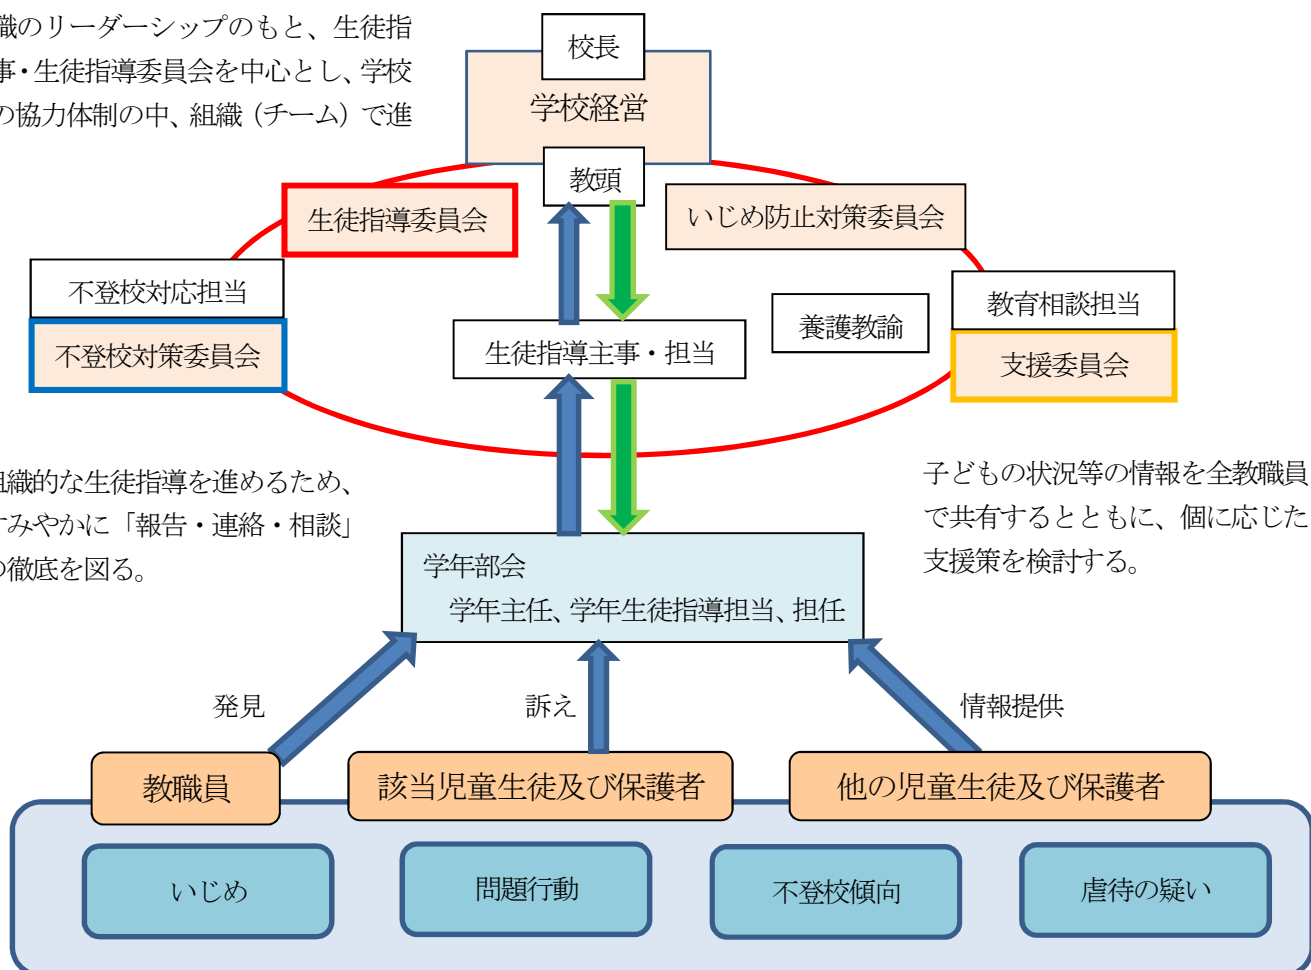 職のリーダーシップのもと、生徒指
事・生徒指導委員会を中心とし、学校
の協力体制の中、組織（チーム）で進
校長
学校経営
教頭
生徒指導委員会
いじめ防止対策委員会
不登校対応担当
不登校対策委員会
生徒指導主事・担当
養護教諭
教育相談担当
支援委員会
組織的な生徒指導を進めるため、
すみやかに「報告・連絡・相談」
の徹底を図る。
子どもの状況等の情報を全教職員
で共有するとともに、個に応じた
支援策を検討する。
学年部会
学年主任、学年生徒指導担当、担任
発見
訴え
情報提供
教職員
該当児童生徒及び保護者
他の児童生徒及び保護者
いじめ
問題行動
不登校傾向
虐待の疑い